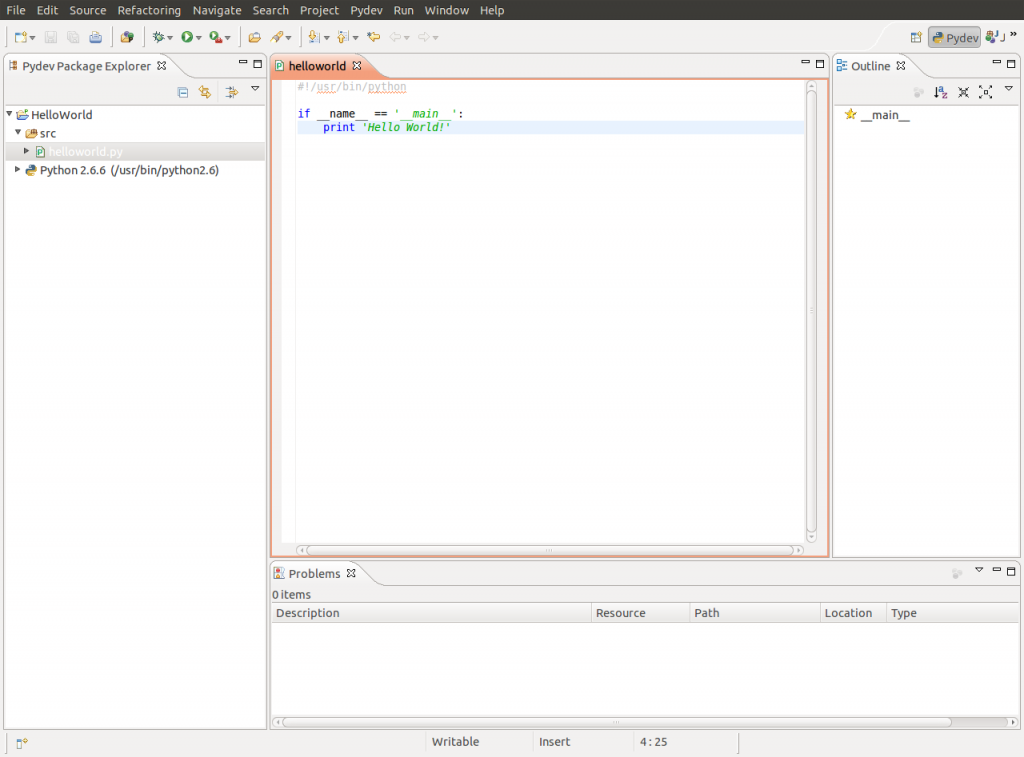 File Edit Source Refactoring Navigate Search Project Pydev Run Window Help
Pydev
Pydev Package Explorer
HelloWorld
src
helloworld.py
Python 2.6.6 (/usr/bin/python2.6)
helloworld
#!/usr/bin/python
if __name__ == '__main__':
print 'Hello World!'
Outline
__main__
Problems
0 items
Description Resource Path Location Type
Writable Insert 4 : 25